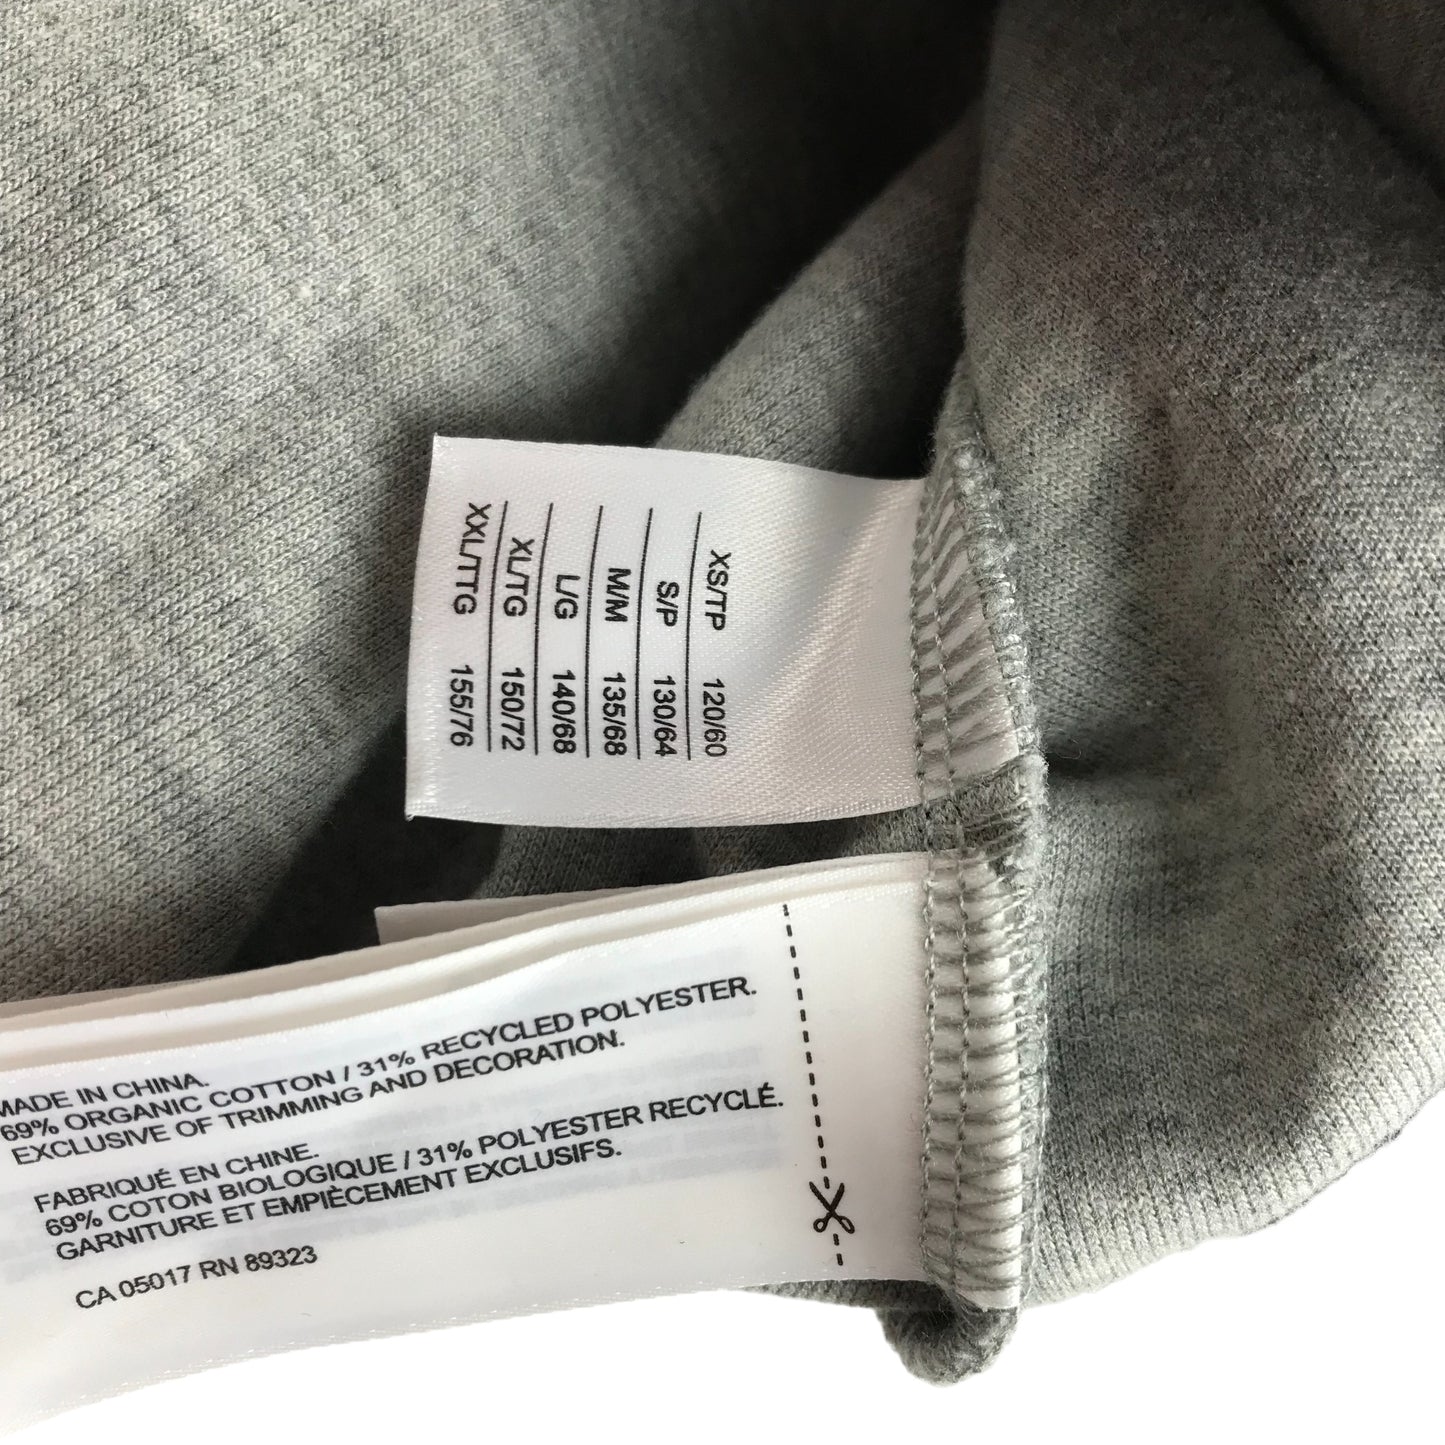 XS/TP 120/60
S/P 130/64
M/M 135/68
L/G 140/68
XL/TG 150/72
XXL/TTG 155/76
MADE IN CHINA.
69% ORGANIC COTTON / 31% RECYCLED POLYESTER.
EXCLUSIVE OF TRIMMING AND DECORATION.
FABRIQUÉ EN CHINE.
69% COTON BIOLOGIQUE / 31% POLYESTER RECYCLÉ.
GARNITURE ET EMPIÈCEMENT EXCLUSIFS.
CA 05017 RN 89323